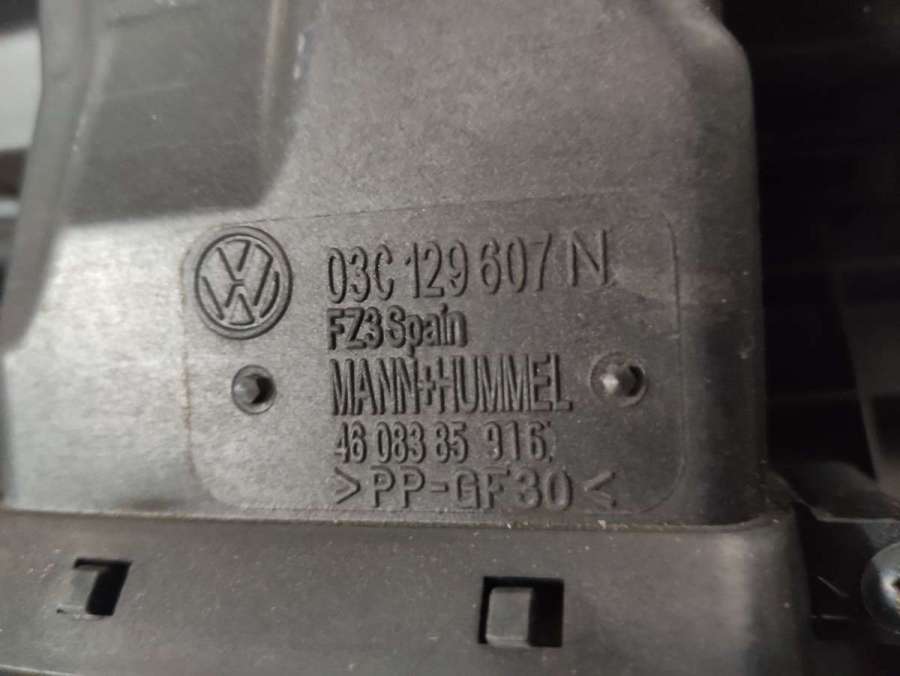 03C 129 607 N
FZ3 Spain
MANN+HUMMEL
46 083 85 916
>PP-GF30<